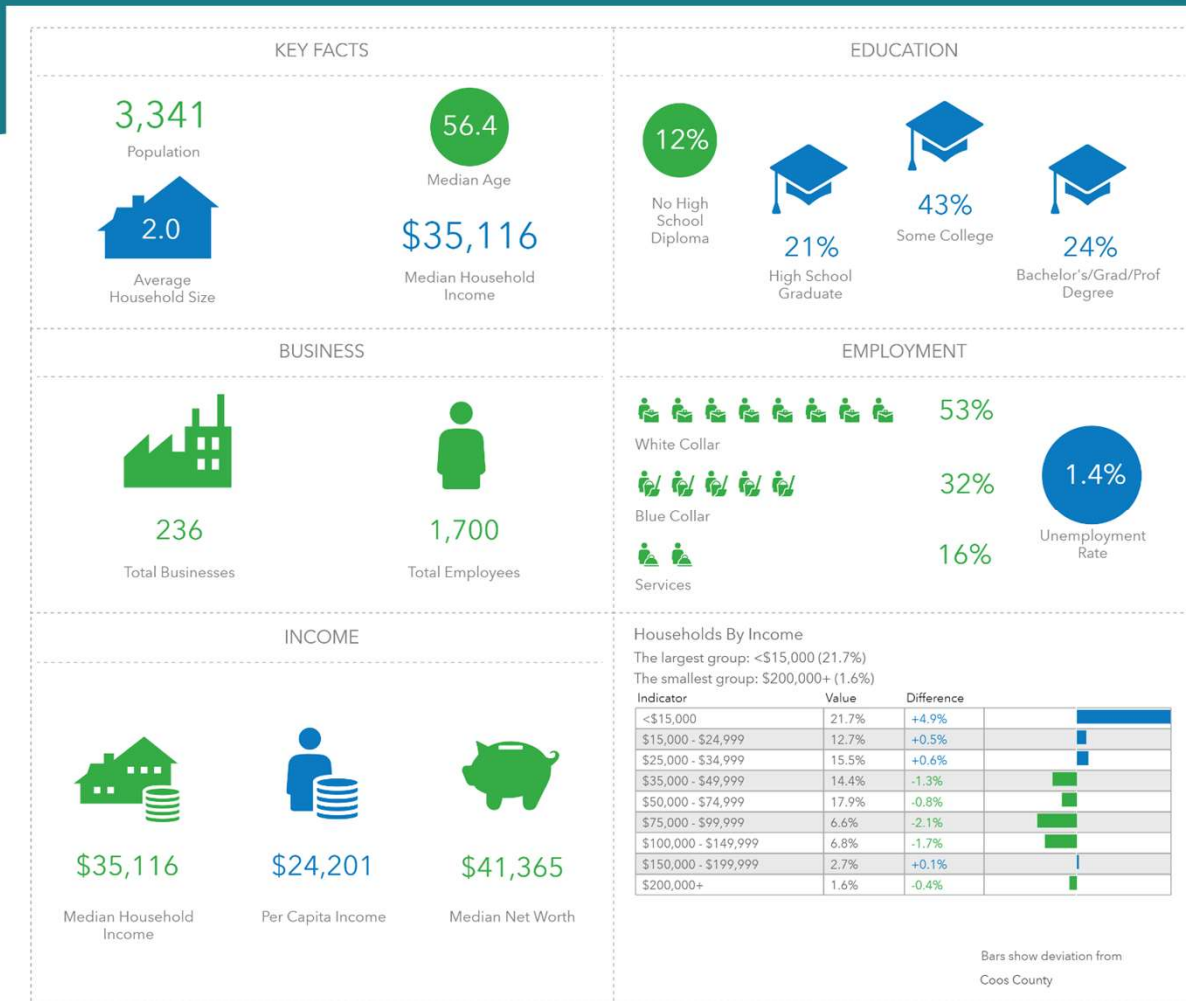 KEY FACTS
3,341
Population
56.4
Median Age
2.0
Average
Household Size
$35,116
Median Household
Income
EDUCATION
12%
No High
School
Diploma
21%
High School
Graduate
43%
Some College
24%
Bachelor's/Grad/Prof
Degree
BUSINESS
236
Total Businesses
1,700
Total Employees
EMPLOYMENT
53%
White Collar
32%
Blue Collar
16%
Services
1.4%
Unemployment
Rate
INCOME
$35,116
Median Household
Income
$24,201
Per Capita Income
$41,365
Median Net Worth
Households By Income
The largest group: <$15,000 (21.7%)
The smallest group: $200,000+ (1.6%)
Indicator Value Difference
<$15,000 21.7% +4.9%
$15,000 - $24,999 12.7% +0.5%
$25,000 - $34,999 15.5% +0.6%
$35,000 - $49,999 14.4% -1.3%
$50,000 - $74,999 17.9% -0.8%
$75,000 - $99,999 6.6% -2.1%
$100,000 - $149,999 6.8% -1.7%
$150,000 - $199,999 2.7% +0.1%
$200,000+ 1.6% -0.4%
Bars show deviation from
Coos County